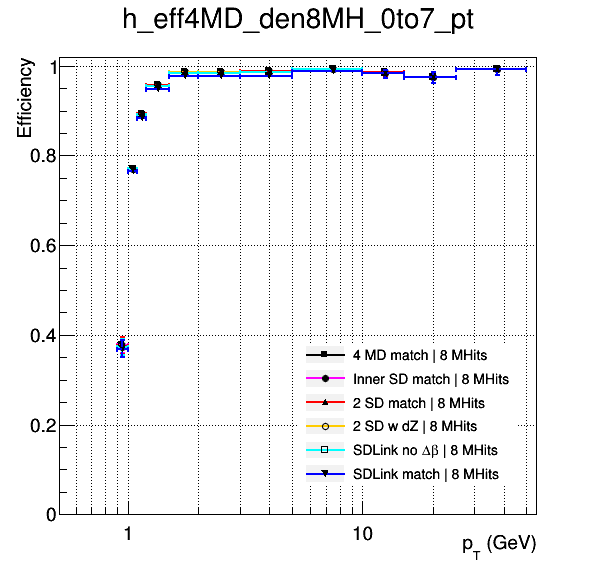 h_eff4MD_den8MH_0to7_pt
Efficiency
1
0.8
0.6
0.4
0.2
0
4 MD match | 8 MHits
Inner SD match | 8 MHits
2 SD match | 8 MHits
2 SD w dZ | 8 MHits
SDLink no Δβ | 8 MHits
SDLink match | 8 MHits
1
10
p_T (GeV)